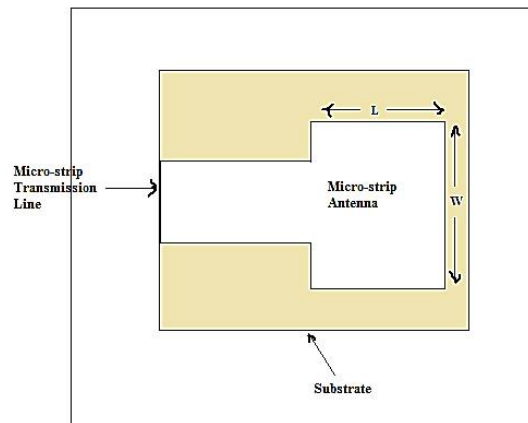 L
Micro-strip
Transmission
Line
Micro-strip
Antenna
W
Substrate